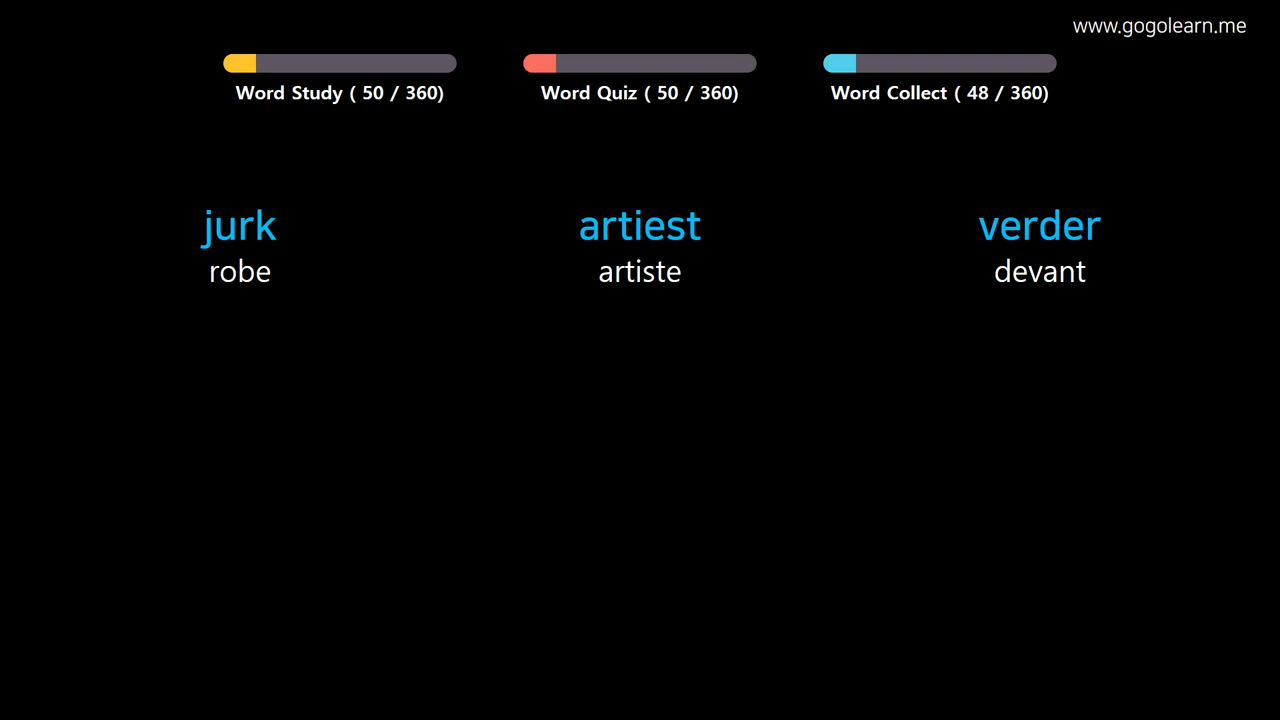 www.gogolearn.me
Word Study ( 50 / 360)
Word Quiz ( 50 / 360)
Word Collect ( 48 / 360)
jurk
robe
artiest
artiste
verder
devant